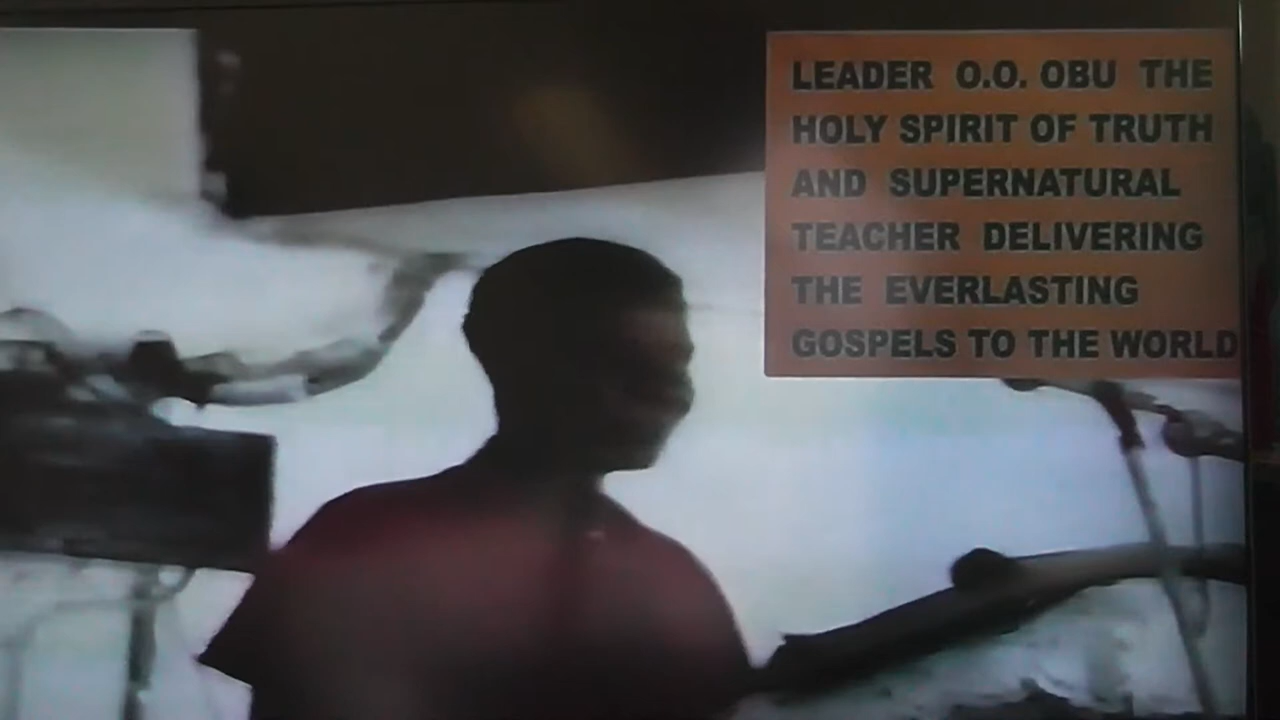 LEADER O.O. OBU THE
HOLY SPIRIT OF TRUTH
AND SUPERNATURAL
TEACHER DELIVERING
THE EVERLASTING
GOSPELS TO THE WORLD